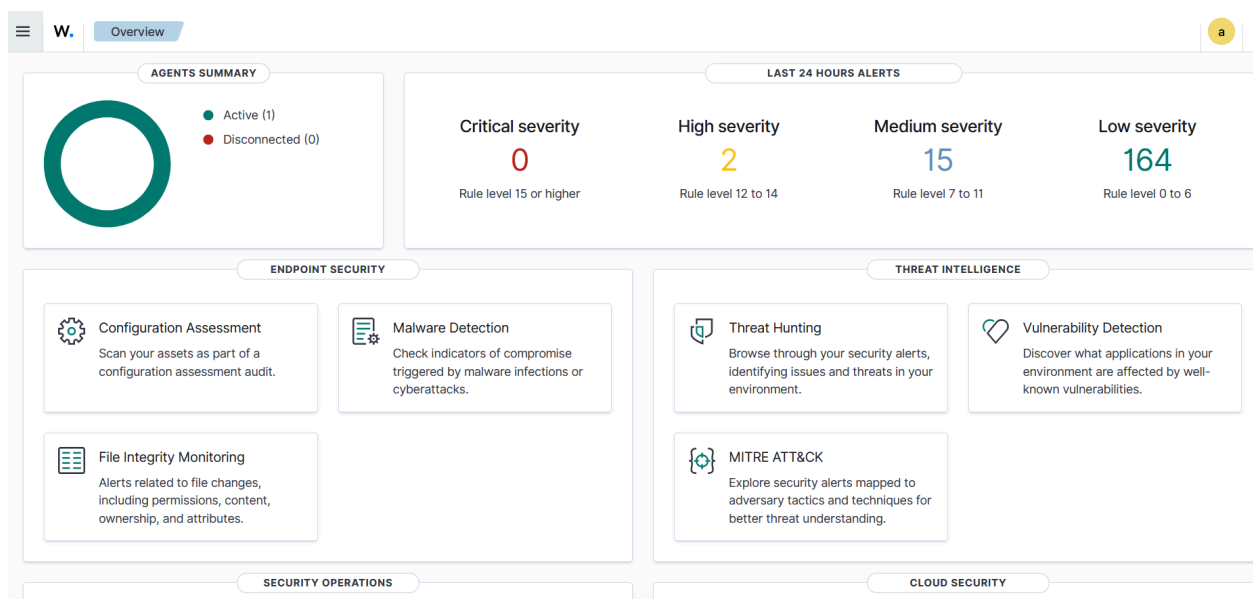 W.
Overview
a
AGENTS SUMMARY
Active (1)
Disconnected (0)
LAST 24 HOURS ALERTS
Critical severity
0
Rule level 15 or higher
High severity
2
Rule level 12 to 14
Medium severity
15
Rule level 7 to 11
Low severity
164
Rule level 0 to 6
ENDPOINT SECURITY
Configuration Assessment
Scan your assets as part of a
configuration assessment audit.
Malware Detection
Check indicators of compromise
triggered by malware infections or
cyberattacks.
File Integrity Monitoring
Alerts related to file changes,
including permissions, content,
ownership, and attributes.
THREAT INTELLIGENCE
Threat Hunting
Browse through your security alerts,
identifying issues and threats in your
environment.
Vulnerability Detection
Discover what applications in your
environment are affected by well-
known vulnerabilities.
MITRE ATT&CK
Explore security alerts mapped to
adversary tactics and techniques for
better threat understanding.
SECURITY OPERATIONS
CLOUD SECURITY